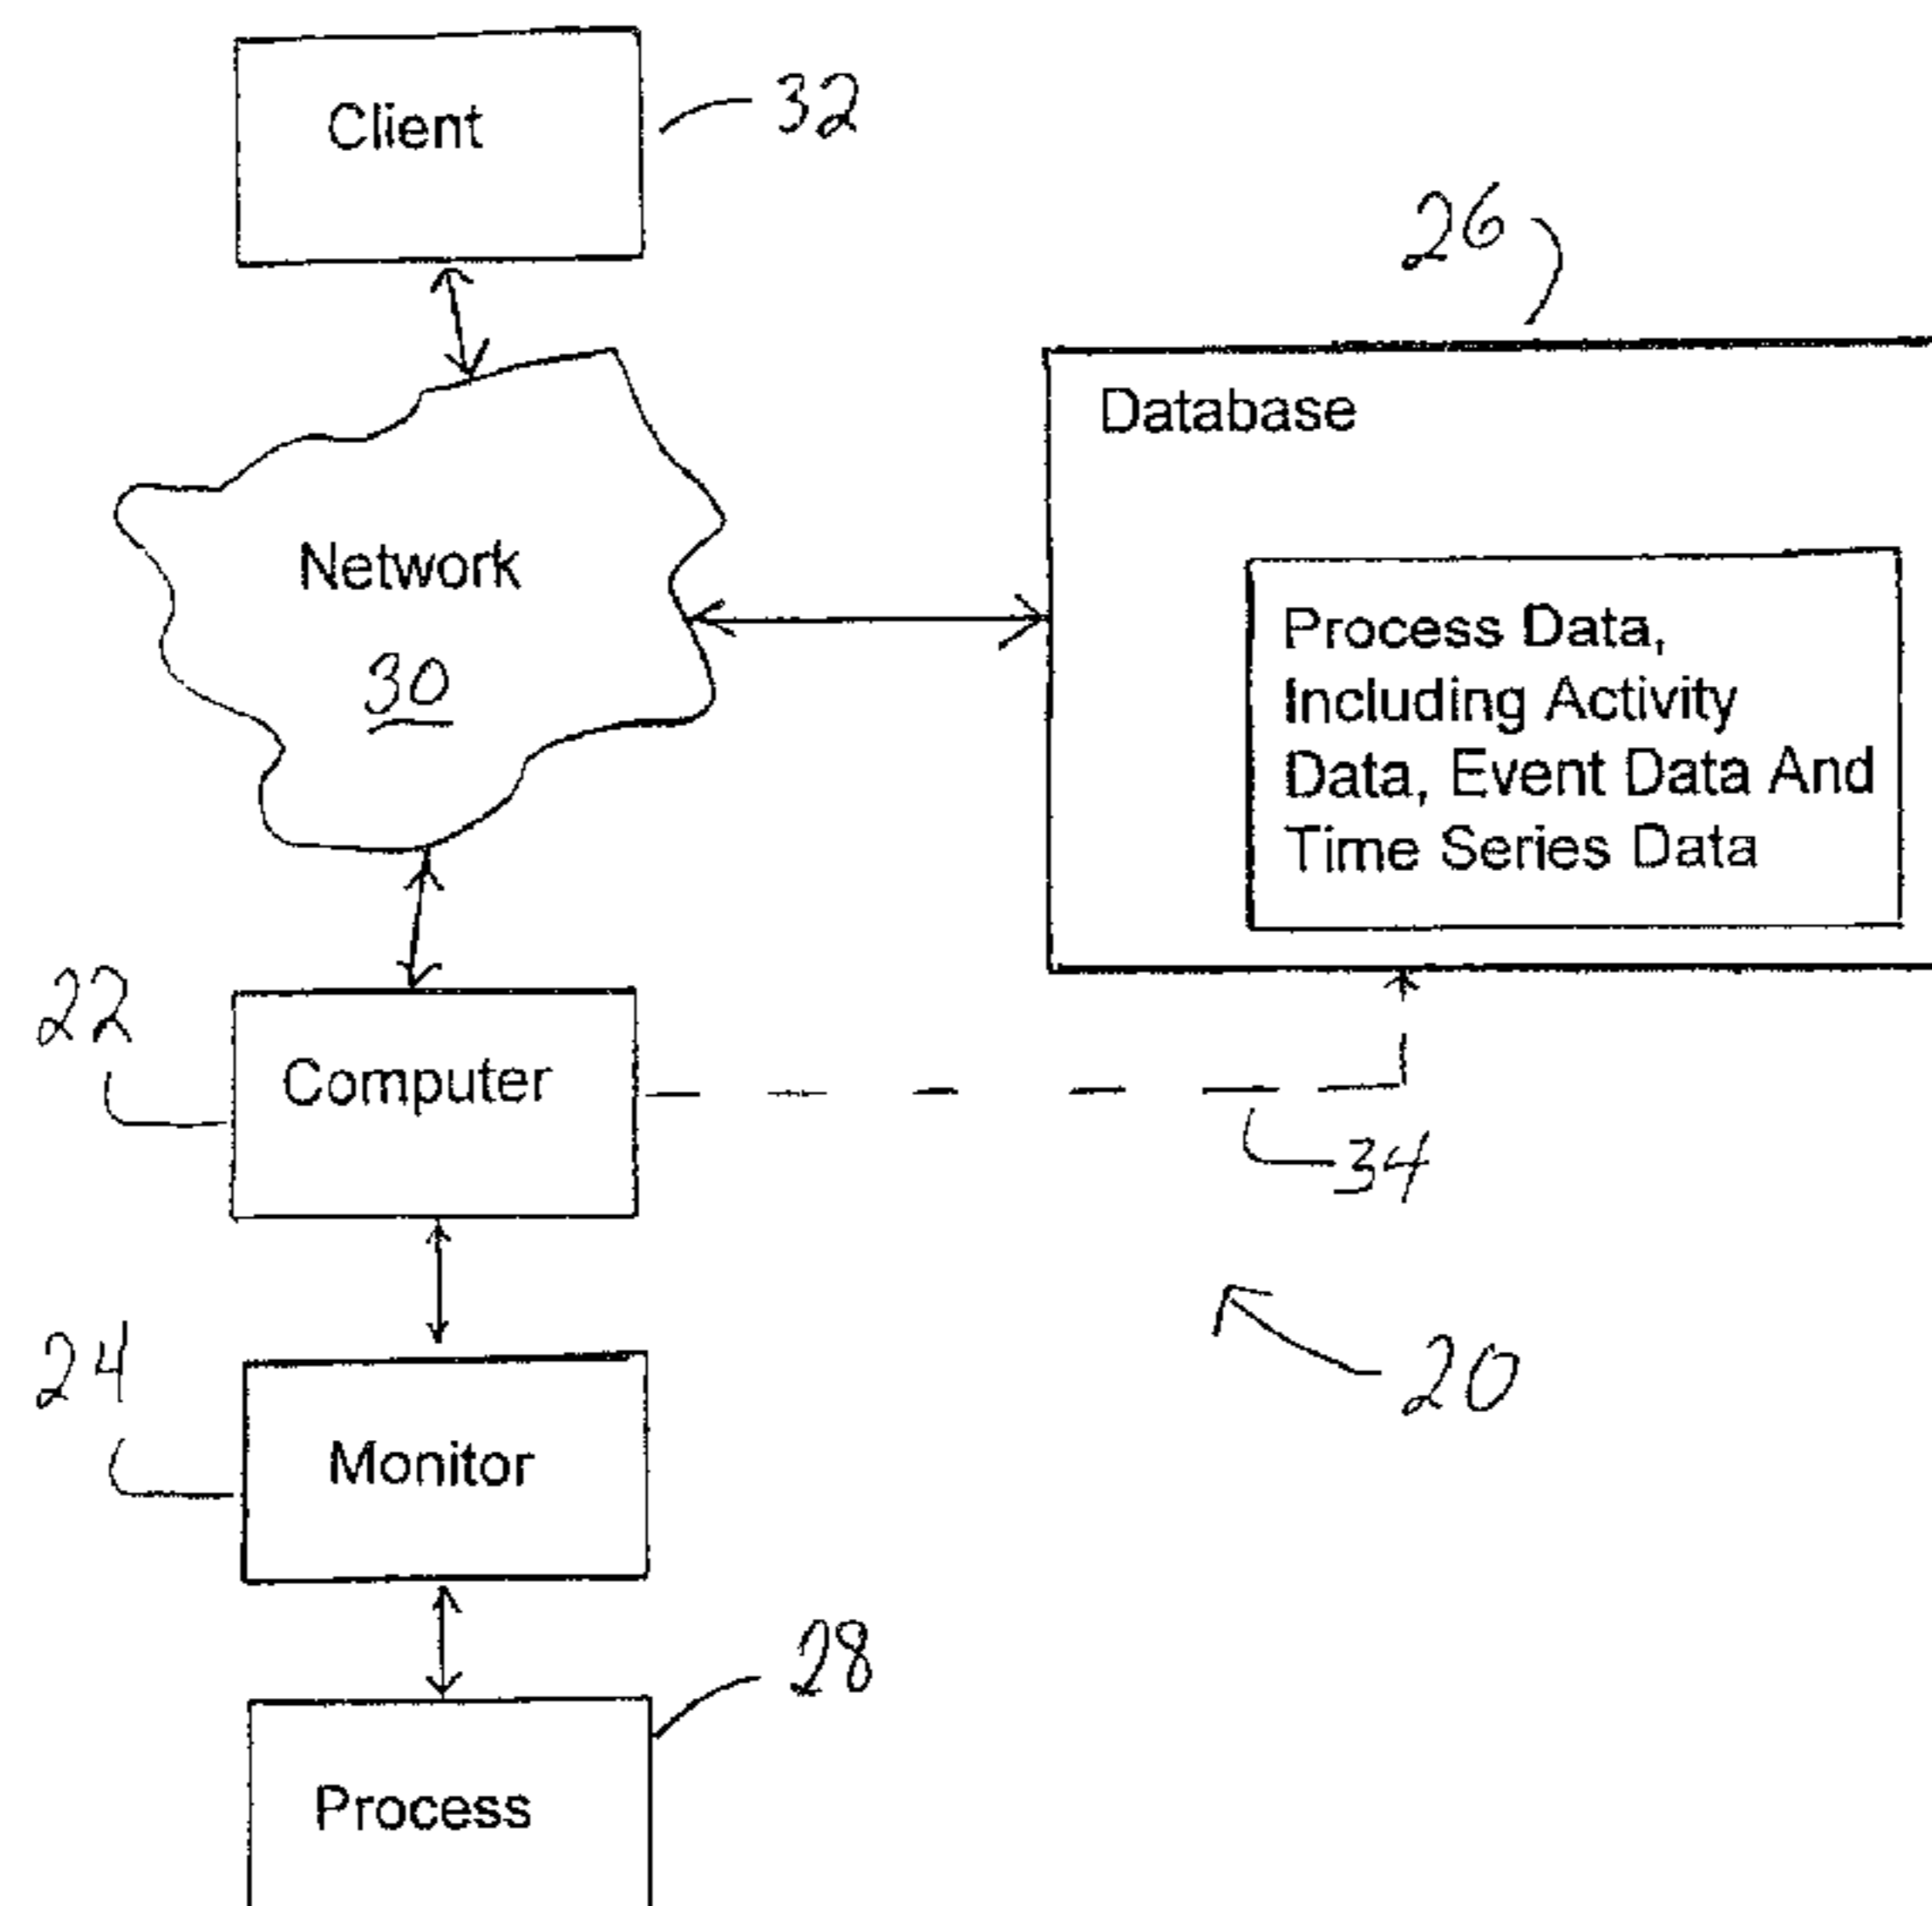 Client
32
26
Database
Network
30
Process Data,
Including Activity
Data, Event Data And
Time Series Data
22
Computer
34
24
Monitor
20
28
Process